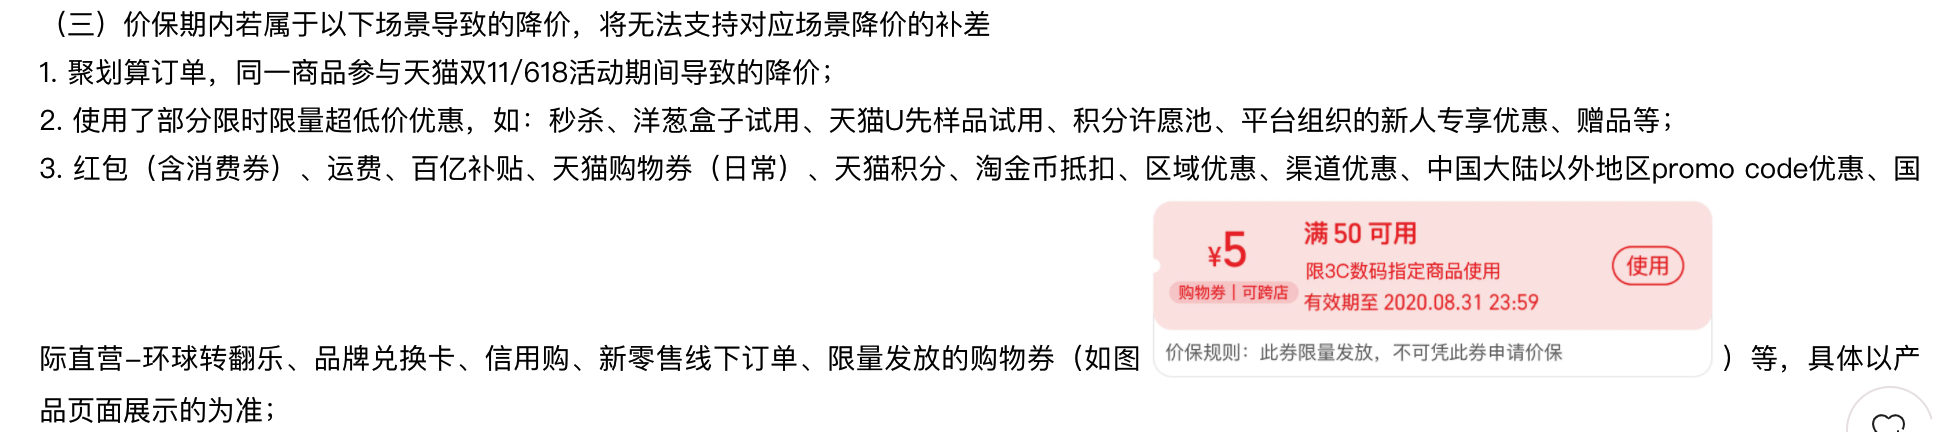 （三）价保期内若属于以下场景导致的降价，将无法支持对应场景降价的补差
1. 聚划算订单，同一商品参与天猫双11/618活动期间导致的降价；
2. 使用了部分限时限量超低价优惠，如：秒杀、洋葱盒子试用、天猫U先样品试用、积分许愿池、平台组织的新人专享优惠、赠品等；
3. 红包（含消费券）、运费、百亿补贴、天猫购物券（日常）、天猫积分、淘金币抵扣、区域优惠、渠道优惠、中国大陆以外地区promo code优惠、国
¥5
购物券｜可跨店
满 50 可用
限3C数码指定商品使用
有效期至 2020.08.31 23:59
使用
价保规则：此券限量发放，不可凭此券申请价保
际直营–环球转翻乐、品牌兑换卡、信用购、新零售线下订单、限量发放的购物券（如图
）等，具体以产
品页面展示的为准；